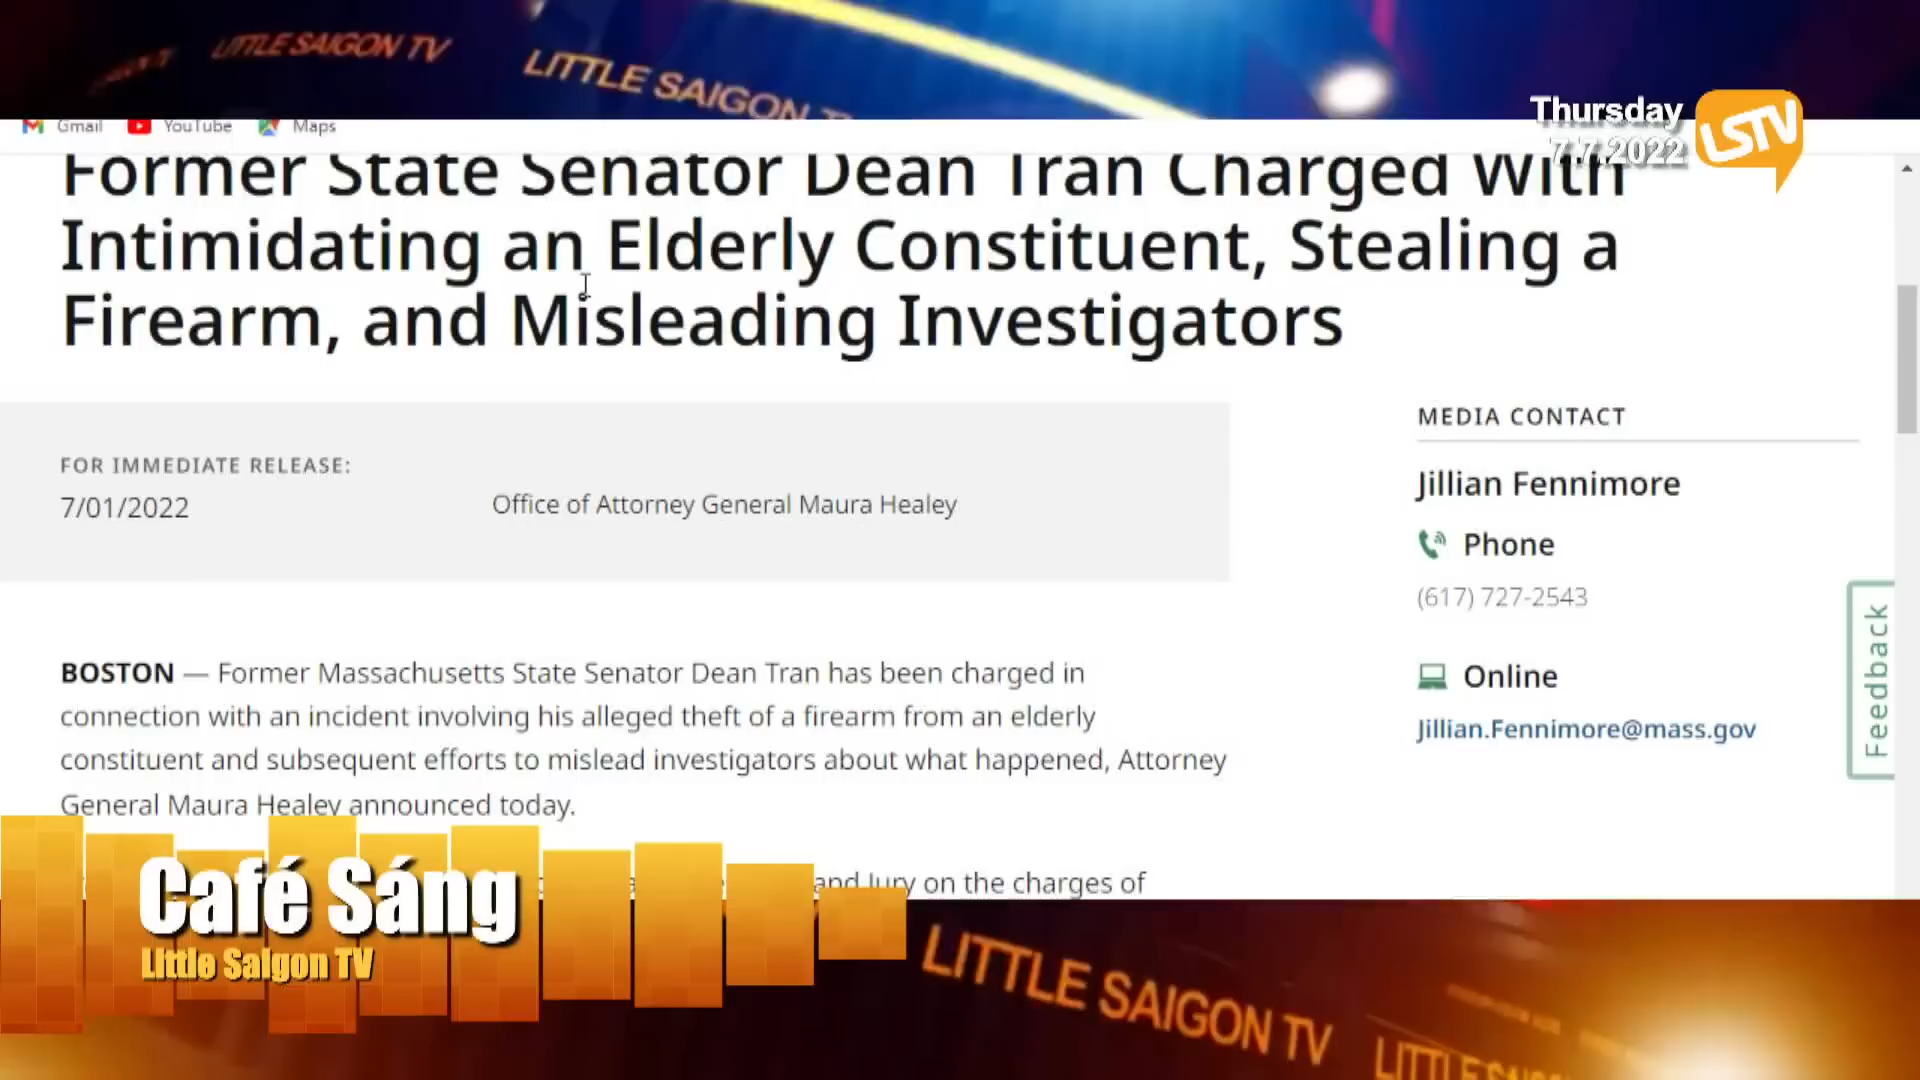 LITTLE SAIGON TV
LITTLE SAIGON TV
Gmail
YouTube
Maps
Thursday
7.7.2022
LSTV
Former State Senator Dean Tran Charged With
Intimidating an Elderly Constituent, Stealing a
Firearm, and Misleading Investigators
FOR IMMEDIATE RELEASE:
7/01/2022
Office of Attorney General Maura Healey
MEDIA CONTACT
Jillian Fennimore
Phone
(617) 727-2543
Online
Jillian.Fennimore@mass.gov
Feedback
BOSTON — Former Massachusetts State Senator Dean Tran has been charged in
connection with an incident involving his alleged theft of a firearm from an elderly
constituent and subsequent efforts to mislead investigators about what happened, Attorney
General Maura Healey announced today.
Jury on the charges of
Café Sáng
Little Saigon TV
LITTLE SAIGON TV
LITTLE